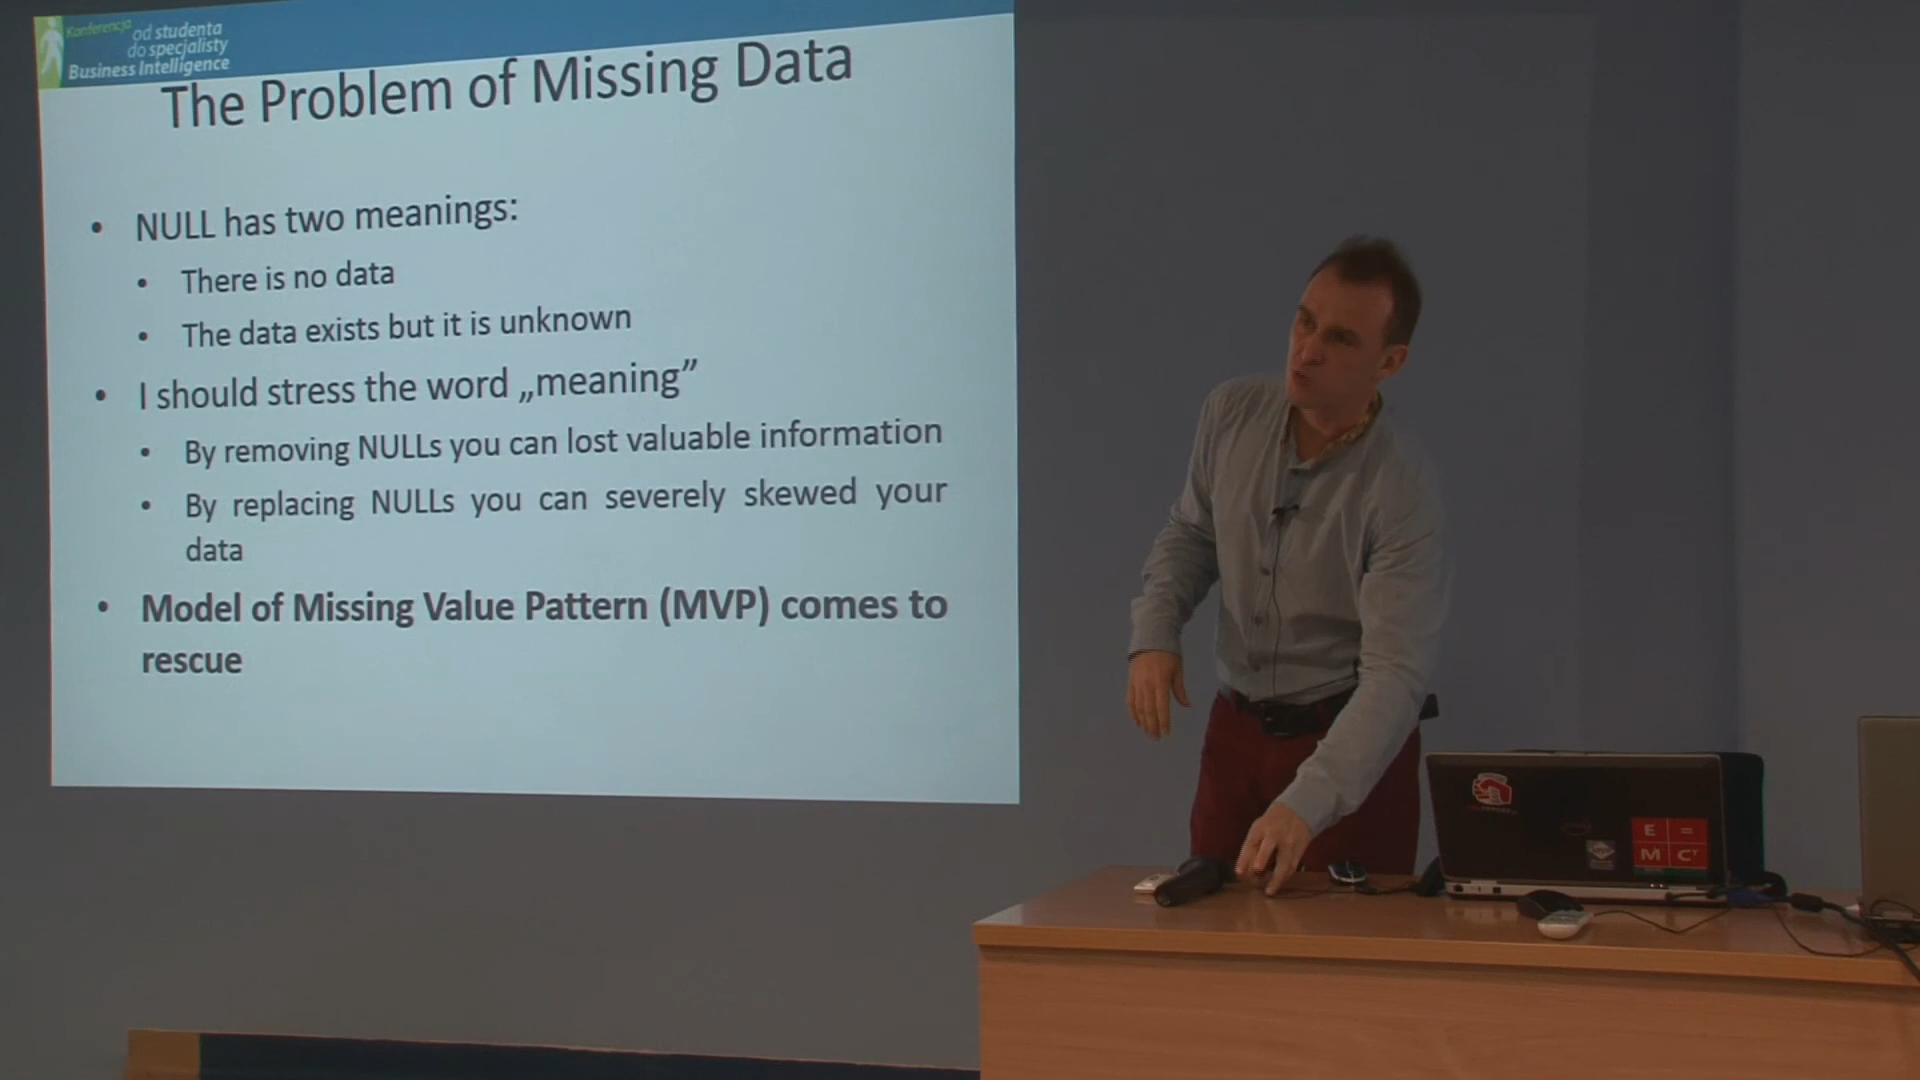 Konferencja
od studenta
do specjalisty
Business Intelligence
The Problem of Missing Data
• NULL has two meanings:
• There is no data
• The data exists but it is unknown
• I should stress the word „meaning”
• By removing NULLs you can lost valuable information
• By replacing NULLs you can severely skewed your
data
• Model of Missing Value Pattern (MVP) comes to
rescue
E =
M C